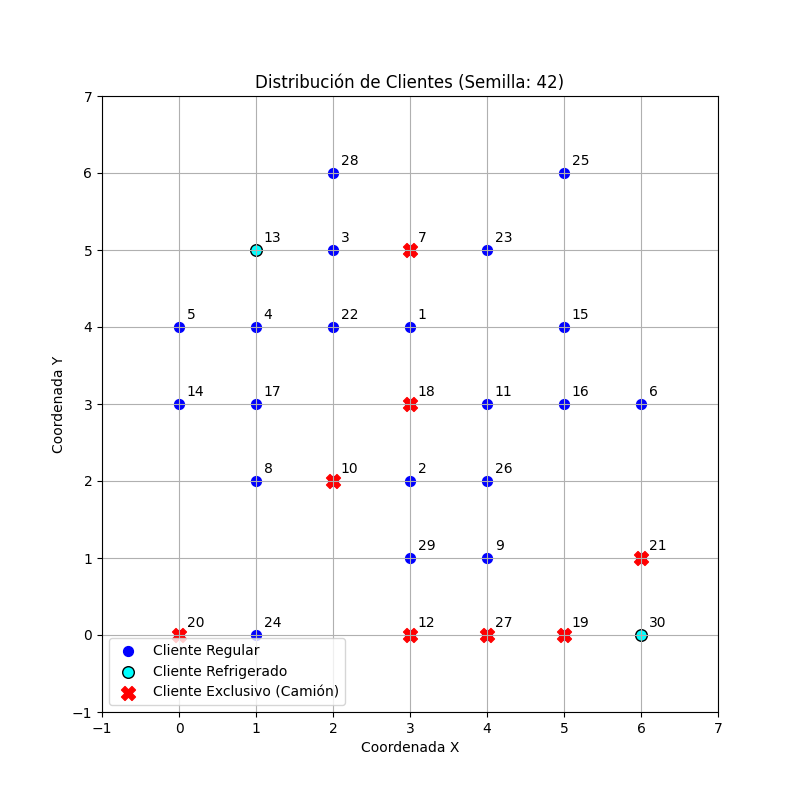 Distribución de Clientes (Semilla: 42)
7
28 25
6
13 3 7 23
5
5 4 22 1 15
4
14 17 18 11 16 6
3
8 10 2 26
2
29 9 21
1
20 24 12 27 19 30
0
Cliente Regular
Cliente Refrigerado
Cliente Exclusivo (Camión)
−1
−1 0 1 2 3 4 5 6 7
Coordenada X
Coordenada Y